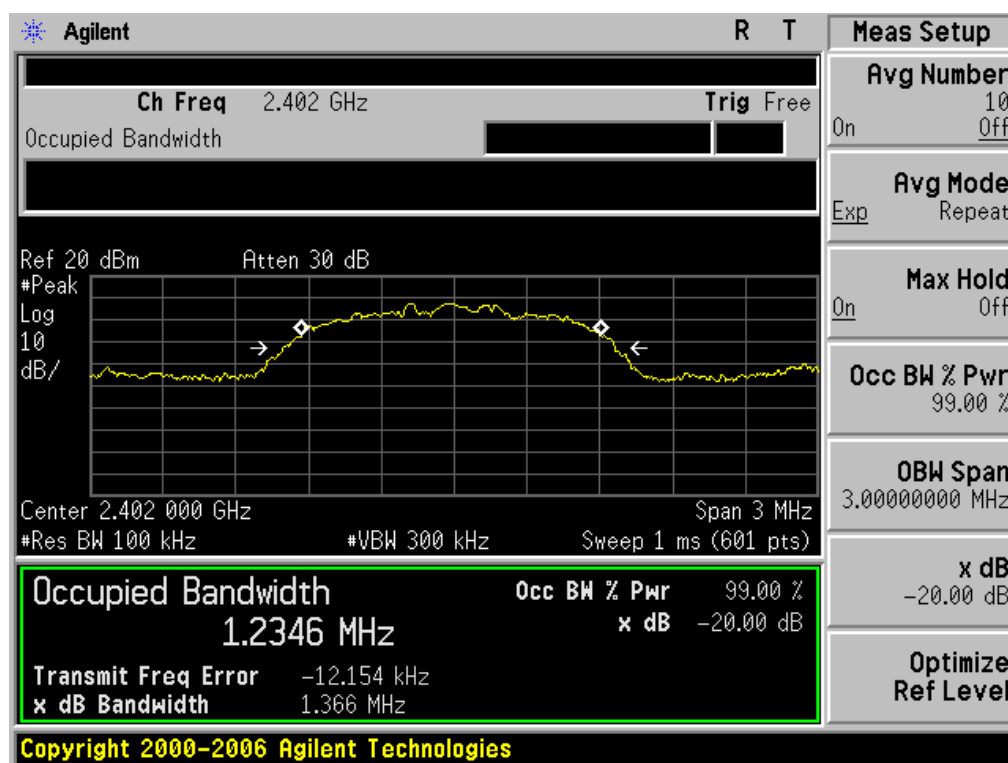 Agilent R T Meas Setup
Ch Freq 2.402 GHz Trig Free
Occupied Bandwidth
Ref 20 dBm Atten 30 dB
#Peak
Log
10
dB/
Center 2.402 000 GHz Span 3 MHz
#Res BW 100 kHz #VBW 300 kHz Sweep 1 ms (601 pts)
Occupied Bandwidth Occ BW % Pwr 99.00 %
1.2346 MHz x dB -20.00 dB
Transmit Freq Error -12.154 kHz
x dB Bandwidth 1.366 MHz
Copyright 2000-2006 Agilent Technologies
Avg Number
10
On Off
Avg Mode
Exp Repeat
Max Hold
On Off
Occ BW % Pwr
99.00 %
OBW Span
3.00000000 MHz
x dB
-20.00 dB
Optimize
Ref Level